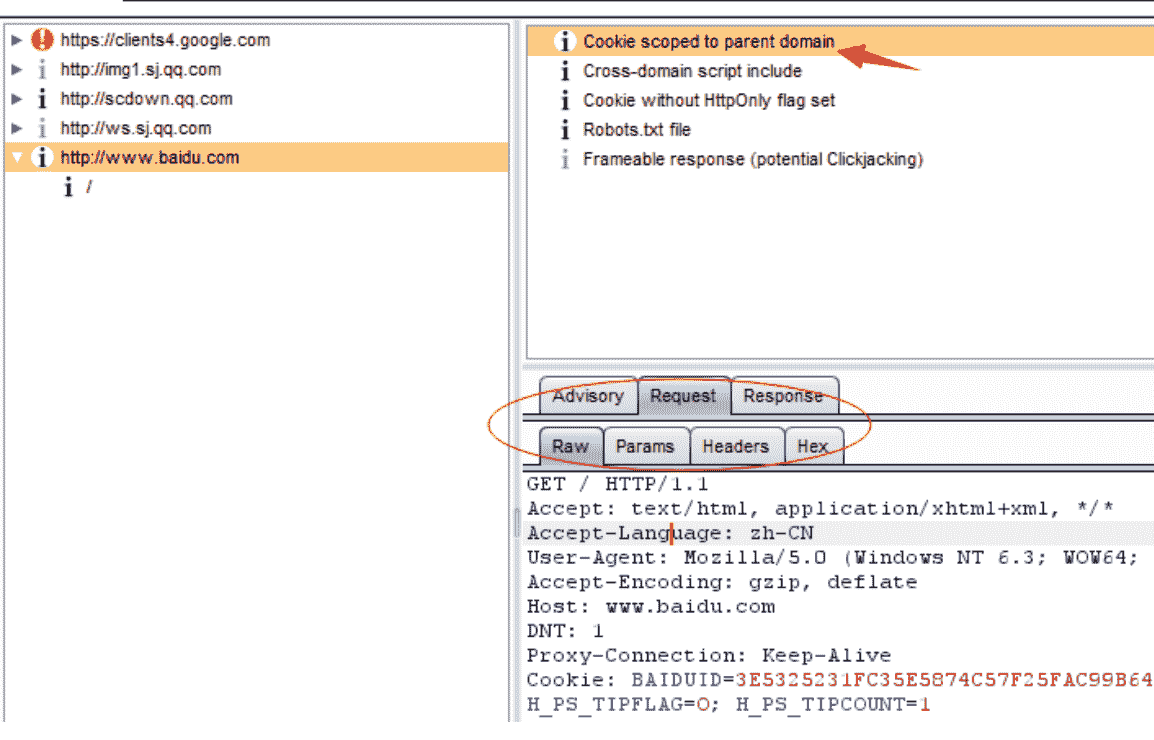 https://clients4.google.com
http://img1.sj.qq.com
http://scdown.qq.com
http://ws.sj.qq.com
http://www.baidu.com
/
Cookie scoped to parent domain
Cross-domain script include
Cookie without HttpOnly flag set
Robots.txt file
Frameable response (potential Clickjacking)
Advisory Request Response
Raw Params Headers Hex
GET / HTTP/1.1
Accept: text/html, application/xhtml+xml, */*
Accept-Language: zh-CN
User-Agent: Mozilla/5.0 (Windows NT 6.3; WOW64;
Accept-Encoding: gzip, deflate
Host: www.baidu.com
DNT: 1
Proxy-Connection: Keep-Alive
Cookie: BAIDUID=3E5325231FC35E5874C57F25FAC99B64
H_PS_TIPFLAG=O; H_PS_TIPCOUNT=1